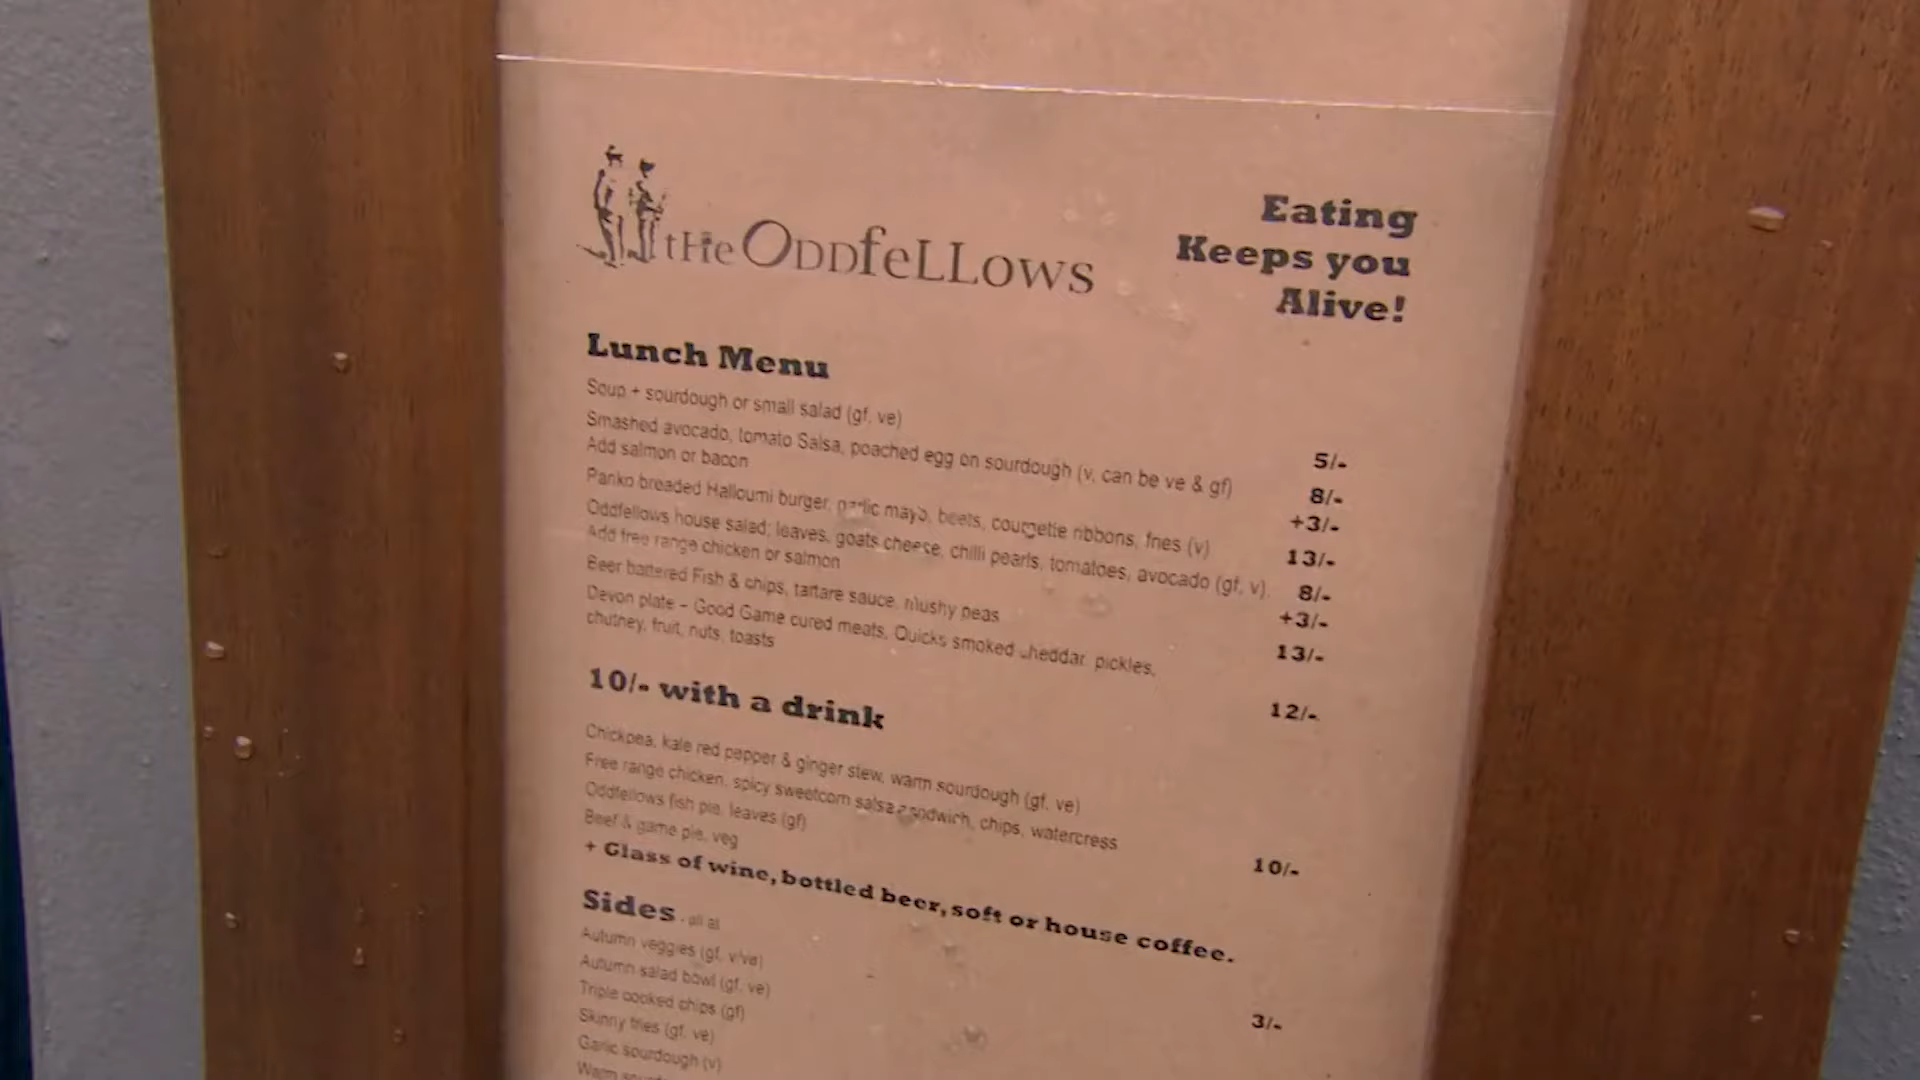 the Oddfellows
Eating
Keeps you
Alive!
Lunch Menu
Soup + sourdough or small salad (gf, ve) 5/-
Smashed avocado, tomato Salsa, poached egg on sourdough (v, can be ve & gf) 8/-
Add salmon or bacon +3/-
Panko breaded Halloumi burger, garlic mayo, beets, courgette ribbons, fries (v) 13/-
Oddfellows house salad; leaves, goats cheese, chilli pearls, tomatoes, avocado (gf, v). 8/-
Add free range chicken or salmon +3/-
Beer battered Fish & chips, tartare sauce, mushy peas 13/-
Devon plate – Good Game cured meats, Quicks smoked cheddar, pickles,
chutney, fruit, nuts, toasts 12/-
10/- with a drink
Chickpea, kale red pepper & ginger stew, warm sourdough (gf, ve)
Free range chicken, spicy sweetcorn salsa sandwich, chips, watercress
Oddfellows fish pie, leaves (gf)
Beef & game pie, veg 10/-
+ Glass of wine, bottled beer, soft or house coffee.
Sides - all at
Autumn veggies (gf, v/ve)
Autumn salad bowl (gf, ve)
Triple cooked chips (gf) 3/-
Skinny fries (gf, ve)
Garlic sourdough (v)
Warm